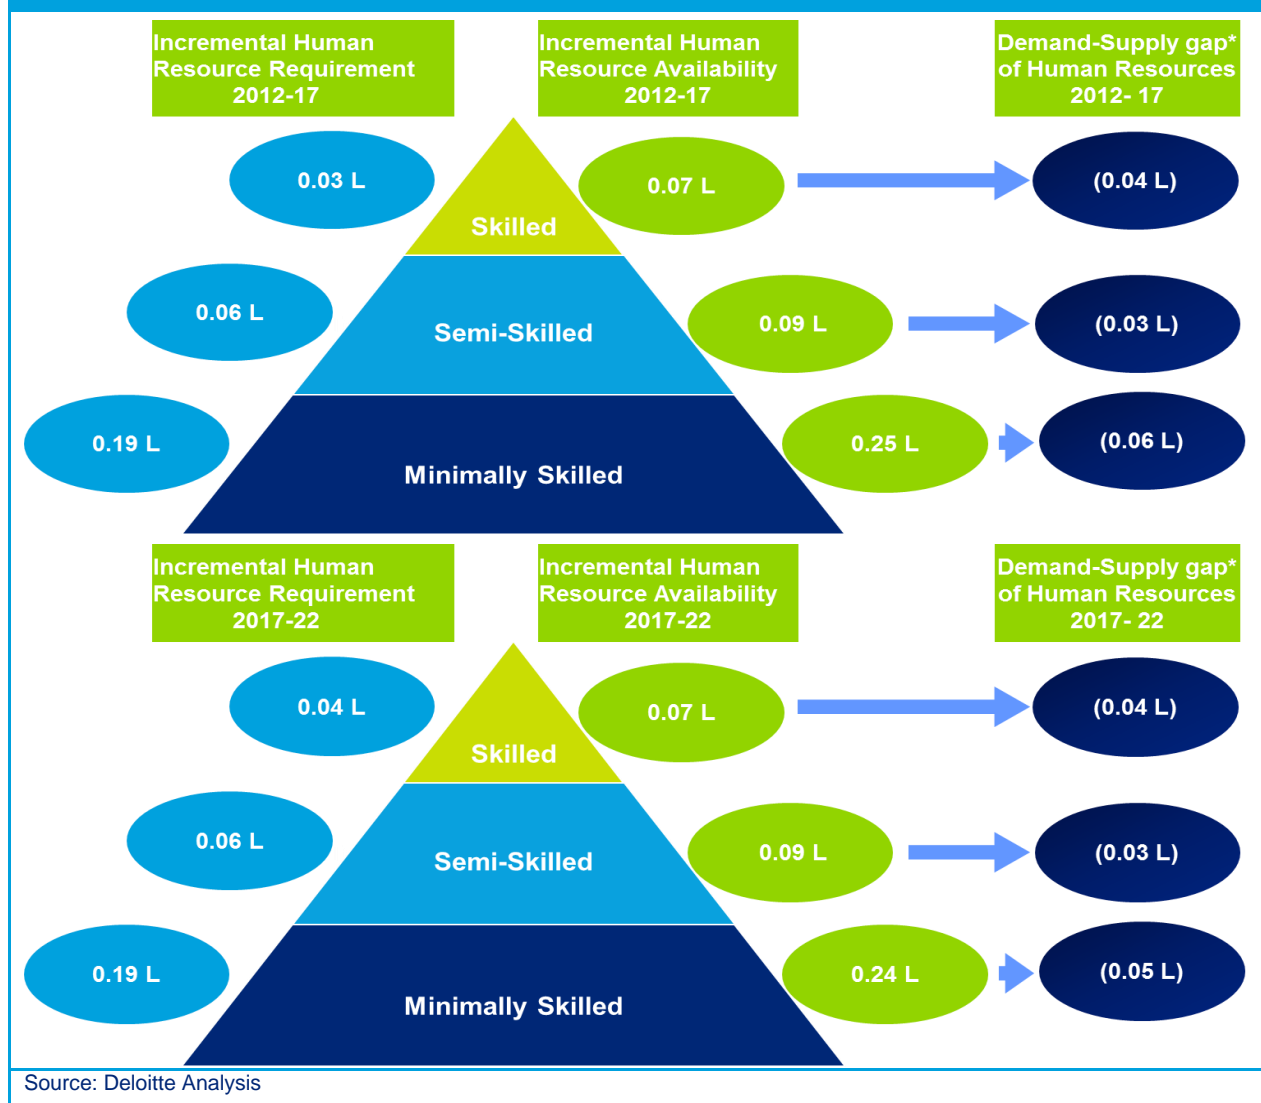 Incremental Human
Resource Requirement
2012-17
Incremental Human
Resource Availability
2012-17
Demand-Supply gap*
of Human Resources
2012- 17
0.03 L
Skilled
0.07 L
(0.04 L)
0.06 L
Semi-Skilled
0.09 L
(0.03 L)
0.19 L
Minimally Skilled
0.25 L
(0.06 L)
Incremental Human
Resource Requirement
2017-22
Incremental Human
Resource Availability
2017-22
Demand-Supply gap*
of Human Resources
2017- 22
0.04 L
Skilled
0.07 L
(0.04 L)
0.06 L
Semi-Skilled
0.09 L
(0.03 L)
0.19 L
Minimally Skilled
0.24 L
(0.05 L)
Source: Deloitte Analysis